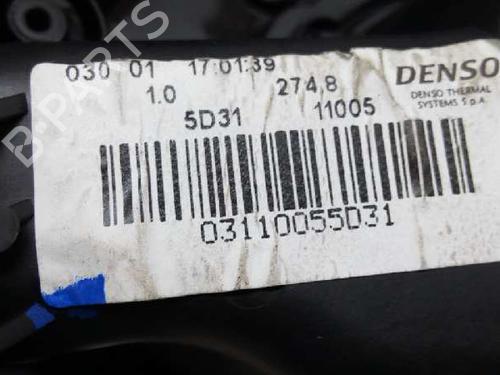 030 01 17:01:39
1.0 274,8
5D31 11005
DENSO
DENSO THERMAL
SYSTEMS S.p.A.
03110055D31
B-PARTS